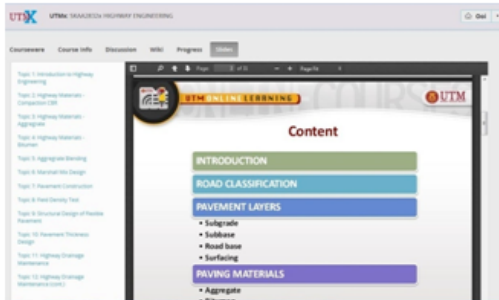 UTMX
UTMx: SKAA2832x HIGHWAY ENGINEERING
Courseware Course Info Discussion Wiki Progress Slides
Topic 1: Introduction to Highway
Engineering
Topic 2: Highway Materials -
Compaction CBR
Topic 3: Highway Materials -
Aggregate
Topic 4: Highway Materials -
Bitumen
Topic 5: Aggregate Blending
Topic 6: Marshall Mix Design
Topic 7: Pavement Construction
Topic 8: Field Density Test
Topic 9: Structural Design of Flexible
Pavement
Topic 10: Pavement Thickness
Design
Topic 11: Highway Drainage
Maintenance
Topic 12: Highway Drainage
Maintenance (cont.)
Page:
UTM ONLINE LEARNING
UTM
Content
INTRODUCTION
ROAD CLASSIFICATION
PAVEMENT LAYERS
• Subgrade
• Subbase
• Road base
• Surfacing
PAVING MATERIALS
• Aggregate